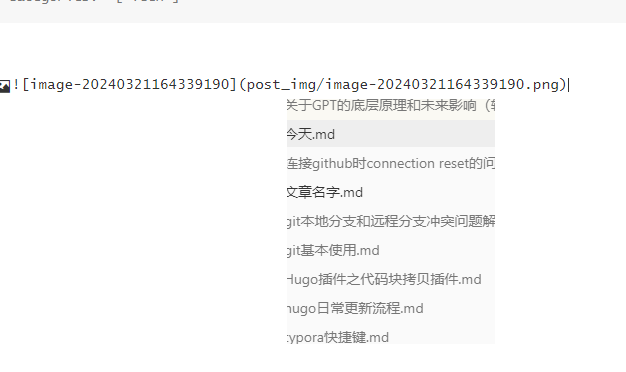 ![image-20240321164339190](post_img/image-20240321164339190.png)
关于GPT的底层原理和未来影响
今天.md
连接github时connection reset的问
文章名字.md
git本地分支和远程分支冲突问题解
git基本使用.md
Hugo插件之代码块拷贝插件.md
hugo日常更新流程.md
typora快捷键.md